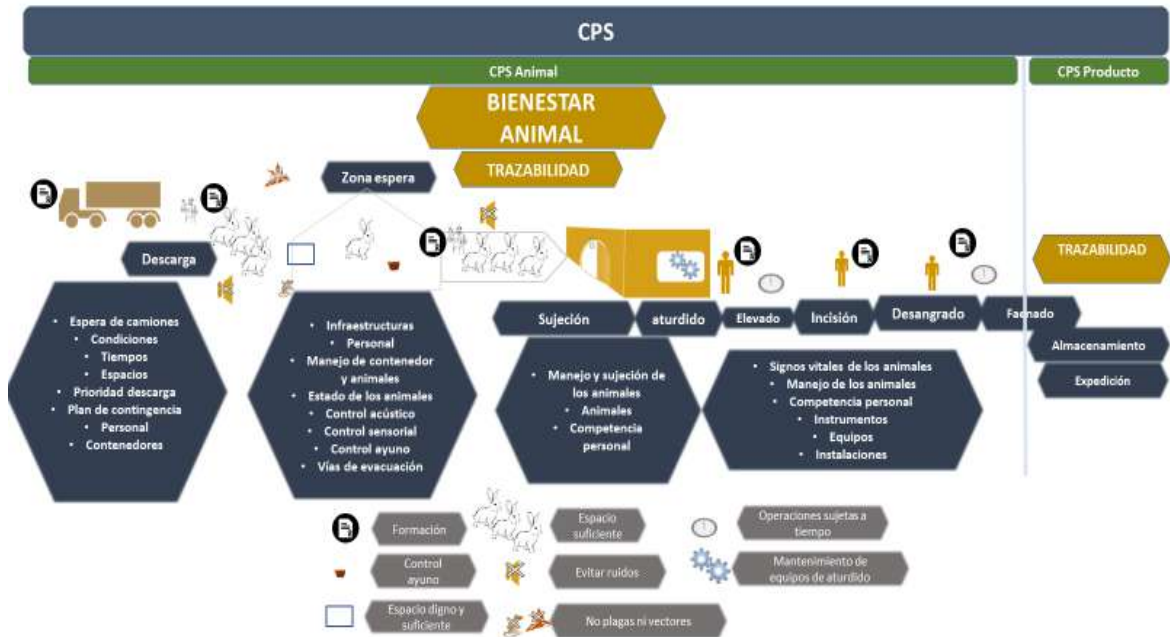 CPS
CPS Animal
CPS Producto
BIENESTAR
ANIMAL
TRAZABILIDAD
Zona espera
Descarga
TRAZABILIDAD
Sujeción
aturdido
Elevado
Incisión
Desangrado
Faenado
Almacenamiento
Expedición
• Espera de camiones
• Condiciones
• Tiempos
• Espacios
• Prioridad descarga
• Plan de contingencia
• Personal
• Contenedores
• Infraestructuras
• Personal
• Manejo de contenedor
y animales
• Estado de los animales
• Control acústico
• Control sensorial
• Control ayuno
• Vías de evacuación
• Manejo y sujeción de
los animales
• Animales
• Competencia
personal
• Signos vitales de los animales
• Manejo de los animales
• Competencia personal
• Instrumentos
• Equipos
• Instalaciones
Formación
Espacio
suficiente
Operaciones sujetas a
tiempo
Control
ayuno
Evitar ruidos
Mantenimiento de
equipos de aturdido
Espacio digno y
suficiente
No plagas ni vectores